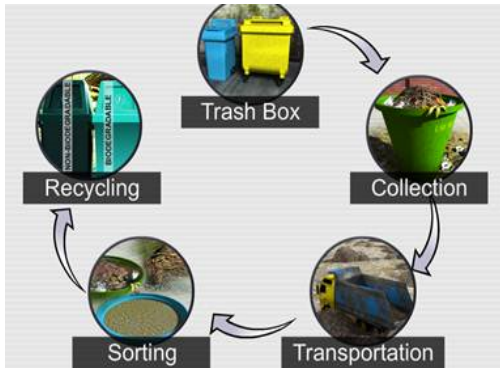 Trash Box
Collection
Transportation
Sorting
Recycling
NON-BIODEGRADABLE
BIODEGRADABLE